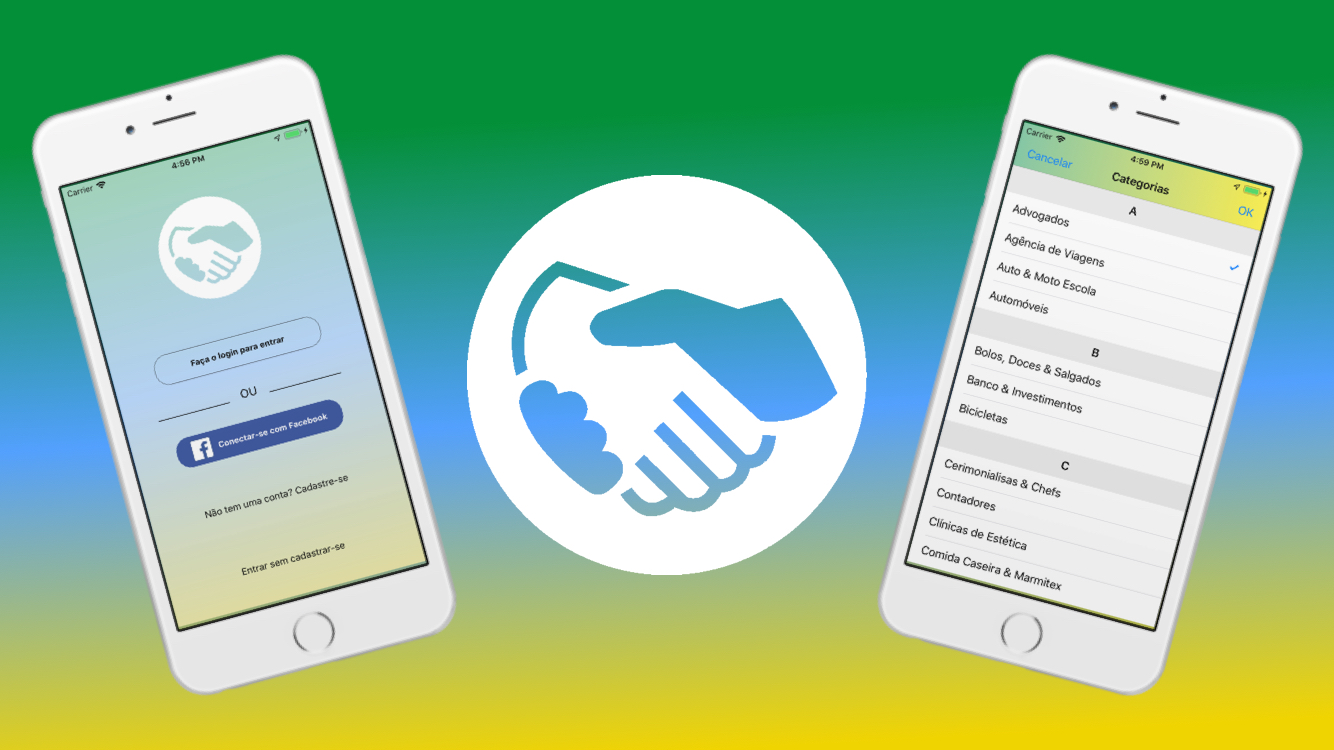 Carrier
4:56 PM
Faça o login para entrar
OU
f
Conectar-se com Facebook
Não tem uma conta? Cadastre-se
Entrar sem cadastrar-se
Carrier
4:59 PM
Cancelar
Categorias
OK
A
Advogados
Agência de Viagens
Auto & Moto Escola
Automóveis
B
Bolos, Doces & Salgados
Banco & Investimentos
Bicicletas
C
Cerimonialisas & Chefs
Contadores
Clínicas de Estética
Comida Caseira & Marmitex